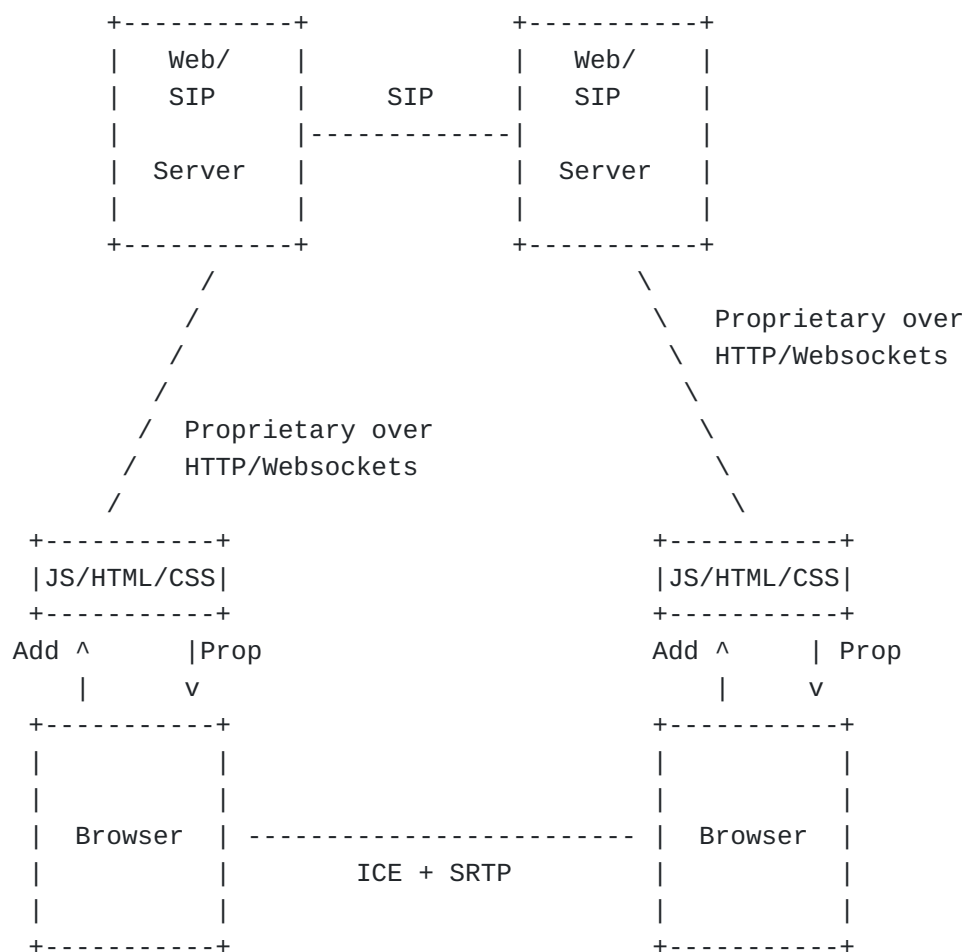 Web/ Web/
SIP SIP SIP
Server Server
Proprietary over
HTTP/Websockets
Proprietary over
HTTP/Websockets
JS/HTML/CSS JS/HTML/CSS
Add Prop Add Prop
Browser Browser
ICE + SRTP